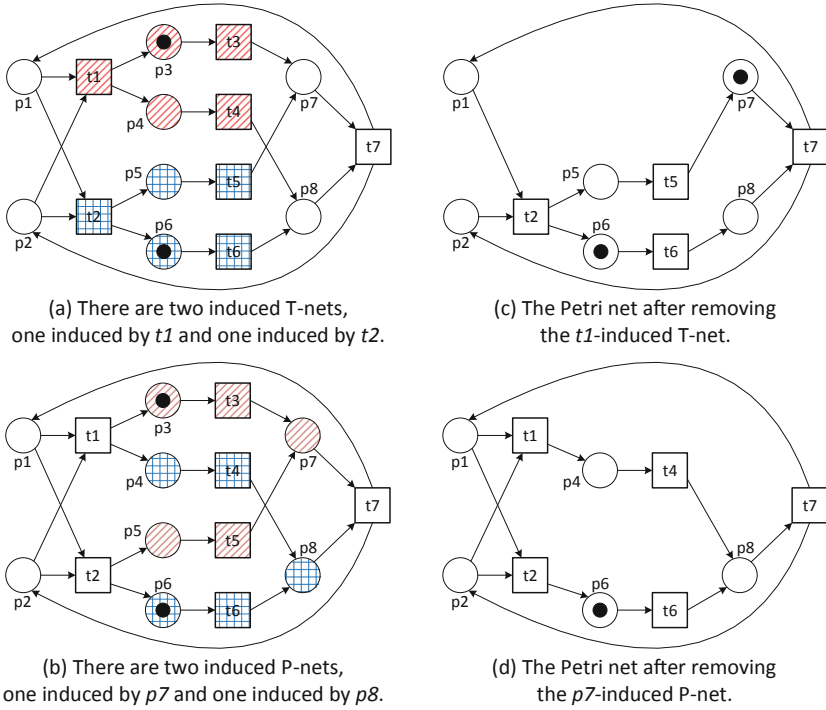 t1
p3
t3
p1
p4
t4
p7
t7
p5
t5
p8
t2
p6
t6
p2
(a) There are two induced T-nets,
one induced by t1 and one induced by t2.
p1
p7
t7
p5
t5
p8
t2
p6
t6
p2
(c) The Petri net after removing
the t1-induced T-net.
t1
p3
t3
p1
p4
t4
p7
t7
p5
t5
p8
t2
p6
t6
p2
(b) There are two induced P-nets,
one induced by p7 and one induced by p8.
t1
p1
p4
t4
t7
p8
t2
p6
t6
p2
(d) The Petri net after removing
the p7-induced P-net.